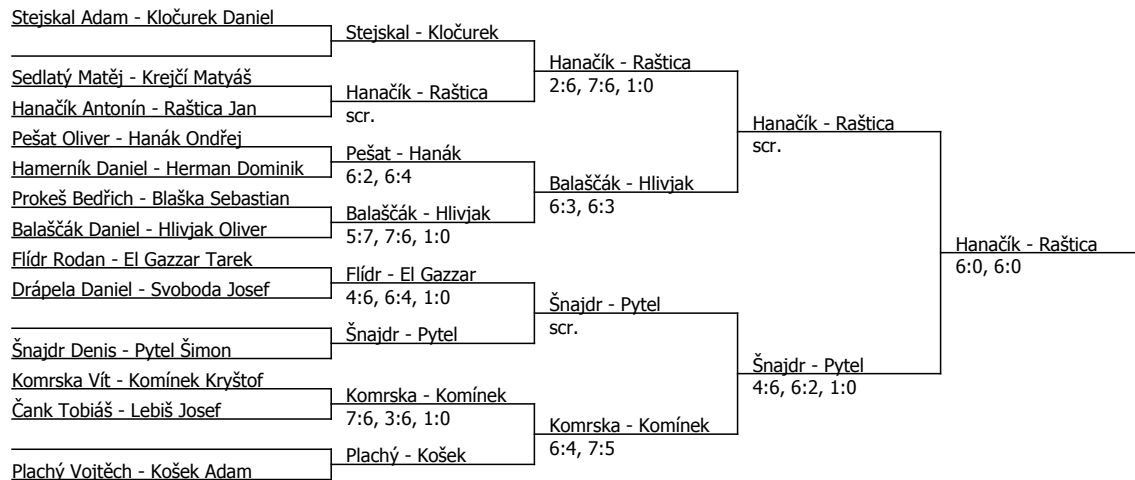 Stejskal Adam - Kločurek Daniel
Sedlatý Matěj - Krejčí Matyáš
Hanačík Antonín - Raštica Jan
Pešat Oliver - Hanák Ondřej
Hamerník Daniel - Herman Dominik
Prokeš Bedřich - Blaška Sebastian
Balaščák Daniel - Hlivjak Oliver
Flídr Rodan - El Gazzar Tarek
Drápela Daniel - Svoboda Josef
Šnajdr Denis - Pytel Šimon
Komrska Vít - Komínek Kryštof
Čank Tobiáš - Lebiš Josef
Plachý Vojtěch - Košek Adam
Stejskal - Kločurek
Hanačík - Raštica
scr.
Pešat - Hanák
6:2, 6:4
Balaščák - Hlivjak
5:7, 7:6, 1:0
Flídr - El Gazzar
4:6, 6:4, 1:0
Šnajdr - Pytel
Komrska - Komínek
7:6, 3:6, 1:0
Plachý - Košek
Hanačík - Raštica
2:6, 7:6, 1:0
Balaščák - Hlivjak
6:3, 6:3
Šnajdr - Pytel
scr.
Komrska - Komínek
6:4, 7:5
Hanačík - Raštica
scr.
Šnajdr - Pytel
4:6, 6:2, 1:0
Hanačík - Raštica
6:0, 6:0